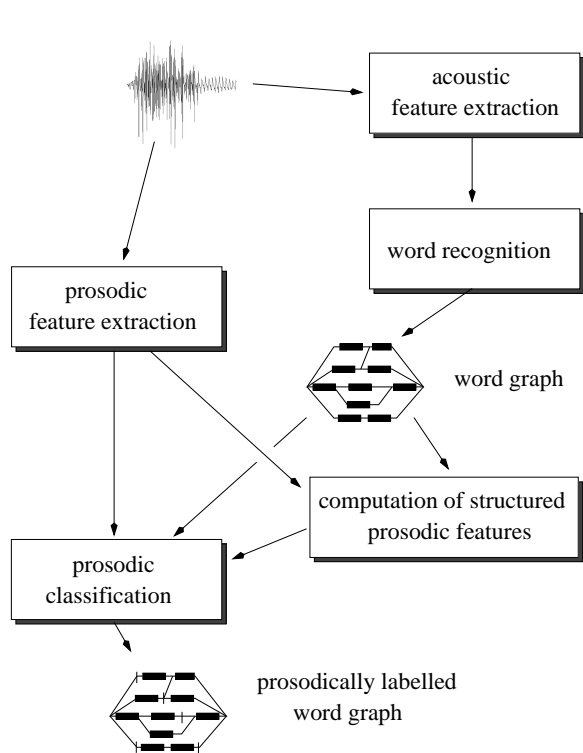 acoustic
feature extraction
word recognition
prosodic
feature extraction
word graph
computation of structured
prosodic features
prosodic
classification
prosodically labelled
word graph